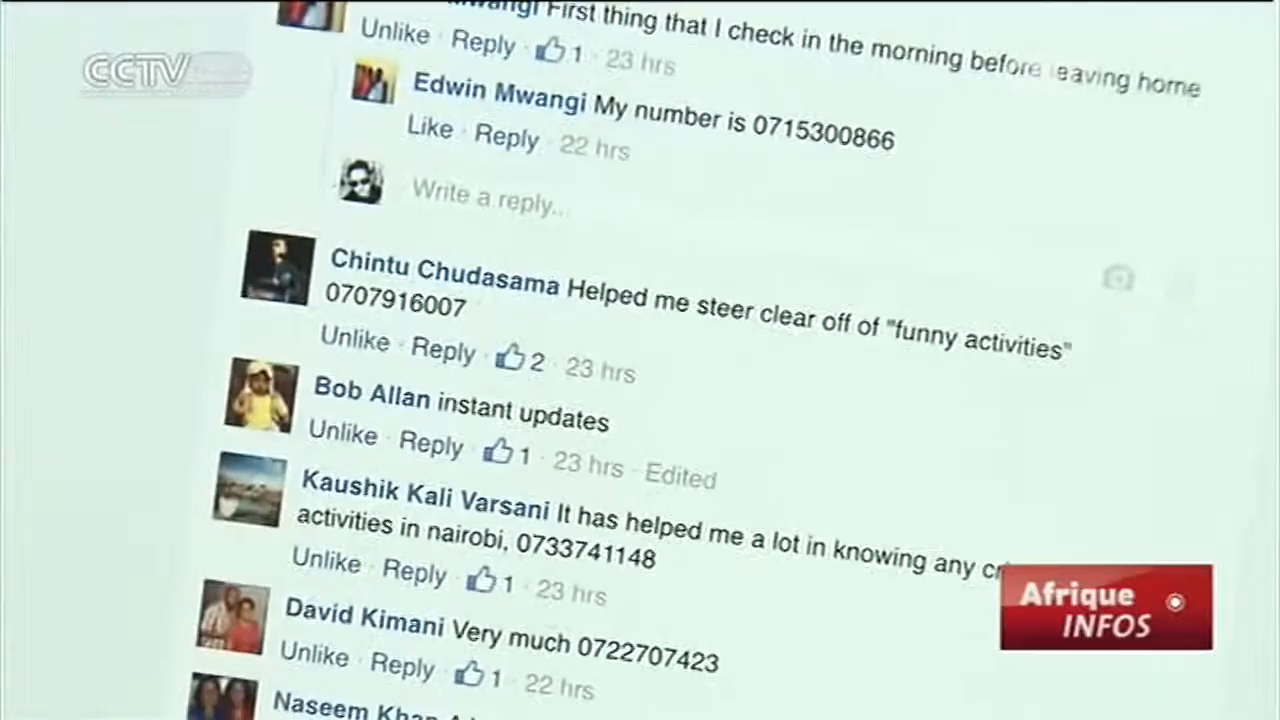 CCTV
Mwangi First thing that I check in the morning before leaving home
Unlike · Reply · 1 · 23 hrs
Edwin Mwangi My number is 0715300866
Like · Reply · 22 hrs
Write a reply...
Chintu Chudasama Helped me steer clear off of "funny activities"
0707916007
Unlike · Reply · 2 · 23 hrs
Bob Allan instant updates
Unlike · Reply · 1 · 23 hrs · Edited
Kaushik Kali Varsani It has helped me a lot in knowing any
activities in nairobi, 0733741148
Unlike · Reply · 1 · 23 hrs
David Kimani Very much 0722707423
Unlike · Reply · 1 · 22 hrs
Naseem Khan
Afrique
INFOS